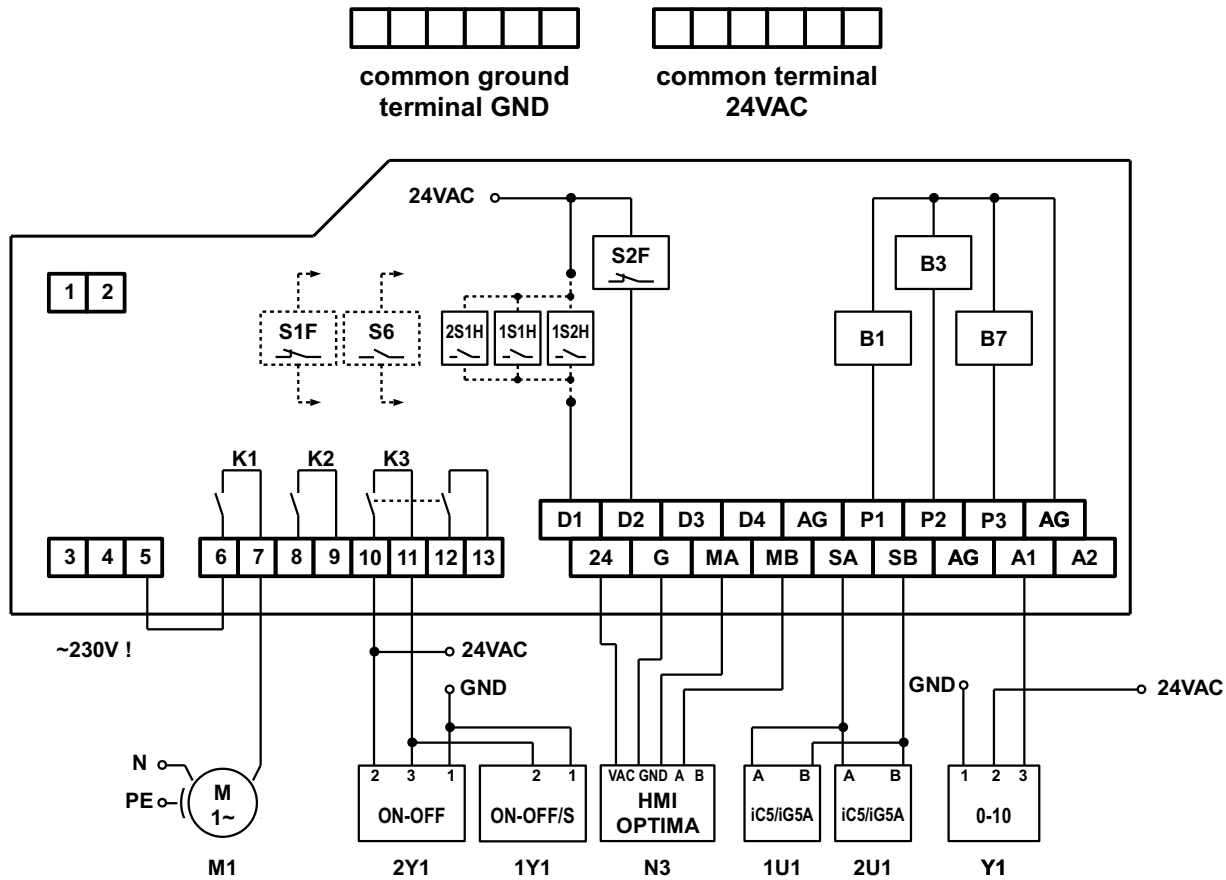 common ground
terminal GND
common terminal
24VAC
24VAC
S2F
B3
1 2
S1F S6 2S1H 1S1H 1S2H B1 B7
K1 K2 K3
D1 D2 D3 D4 AG P1 P2 P3 AG
3 4 5 6 7 8 9 10 11 12 13 24 G MA MB SA SB AG A1 A2
~230V !
24VAC
GND GND 24VAC
N
PE
M
1~
2 3 1
ON-OFF
2 1
ON-OFF/S
VAC GND A B
HMI
OPTIMA
A B
iC5/iG5A
A B
iC5/iG5A
1 2 3
0-10
M1 2Y1 1Y1 N3 1U1 2U1 Y1